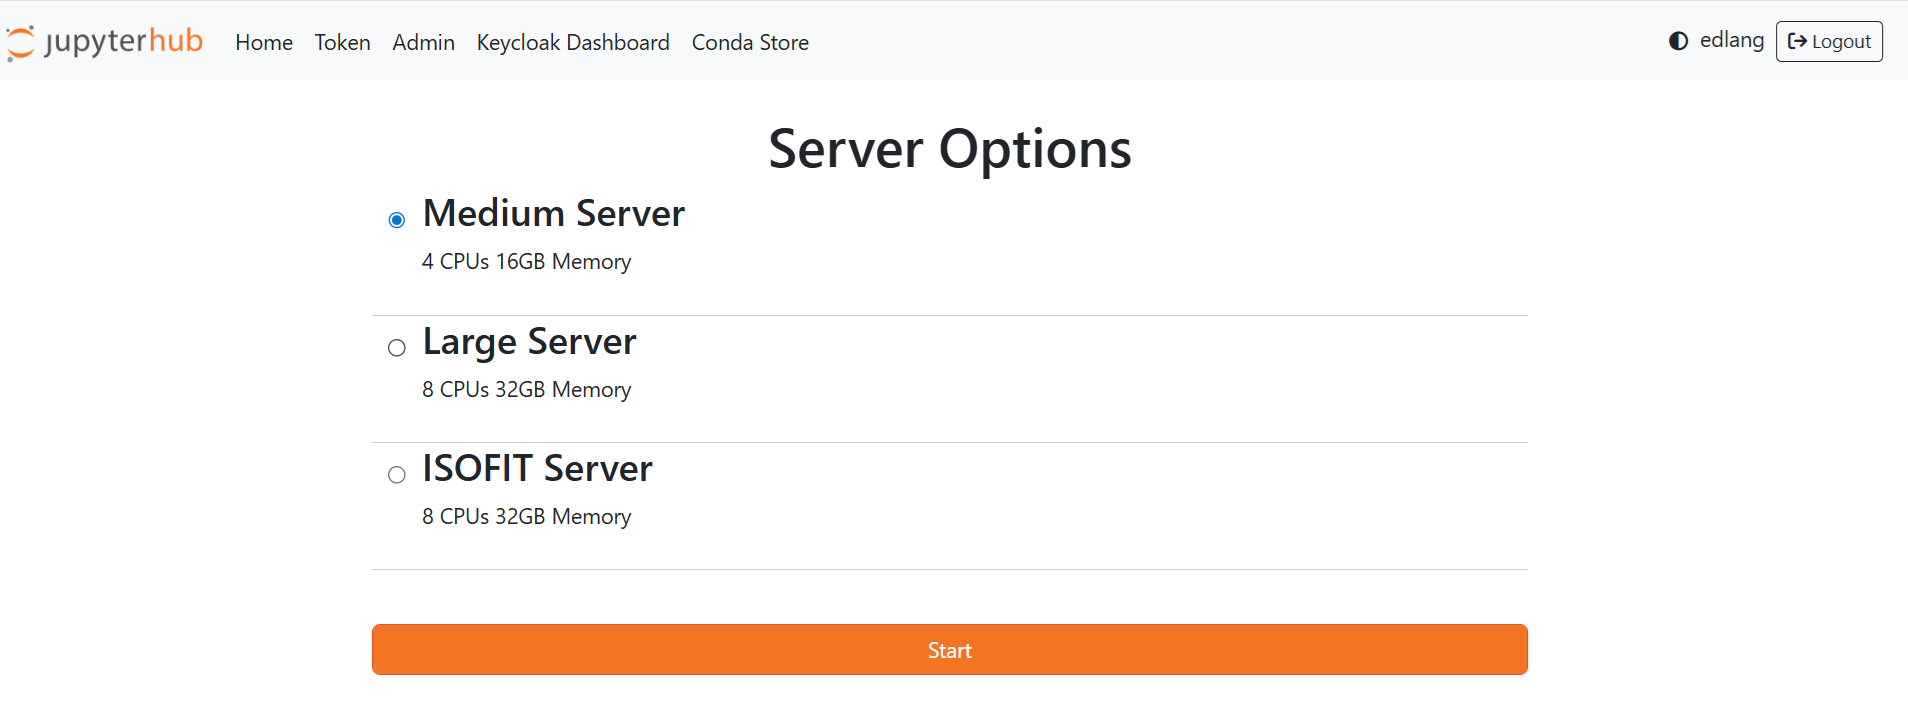 jupyterhub Home Token Admin Keycloak Dashboard Conda Store edlang Logout
Server Options
Medium Server
4 CPUs 16GB Memory
Large Server
8 CPUs 32GB Memory
ISOFIT Server
8 CPUs 32GB Memory
Start